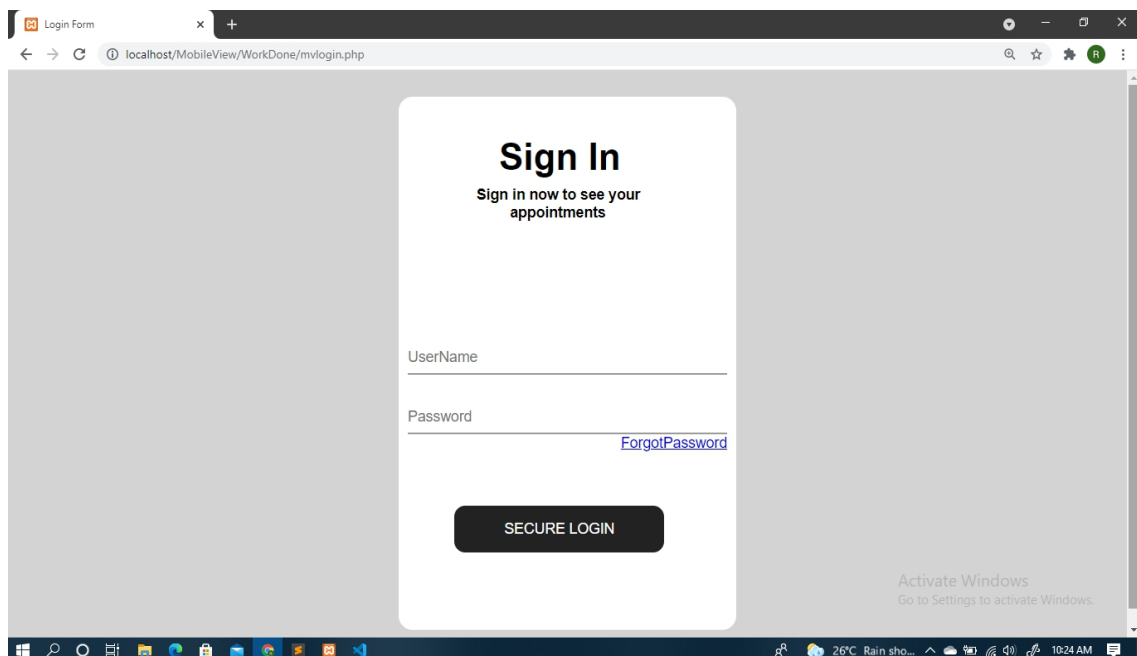 Login Form
localhost/MobileView/WorkDone/mvlogin.php
R
Sign In
Sign in now to see your
appointments
UserName
Password
ForgotPassword
SECURE LOGIN
Activate Windows
Go to Settings to activate Windows.
26°C Rain sho...
10:24 AM